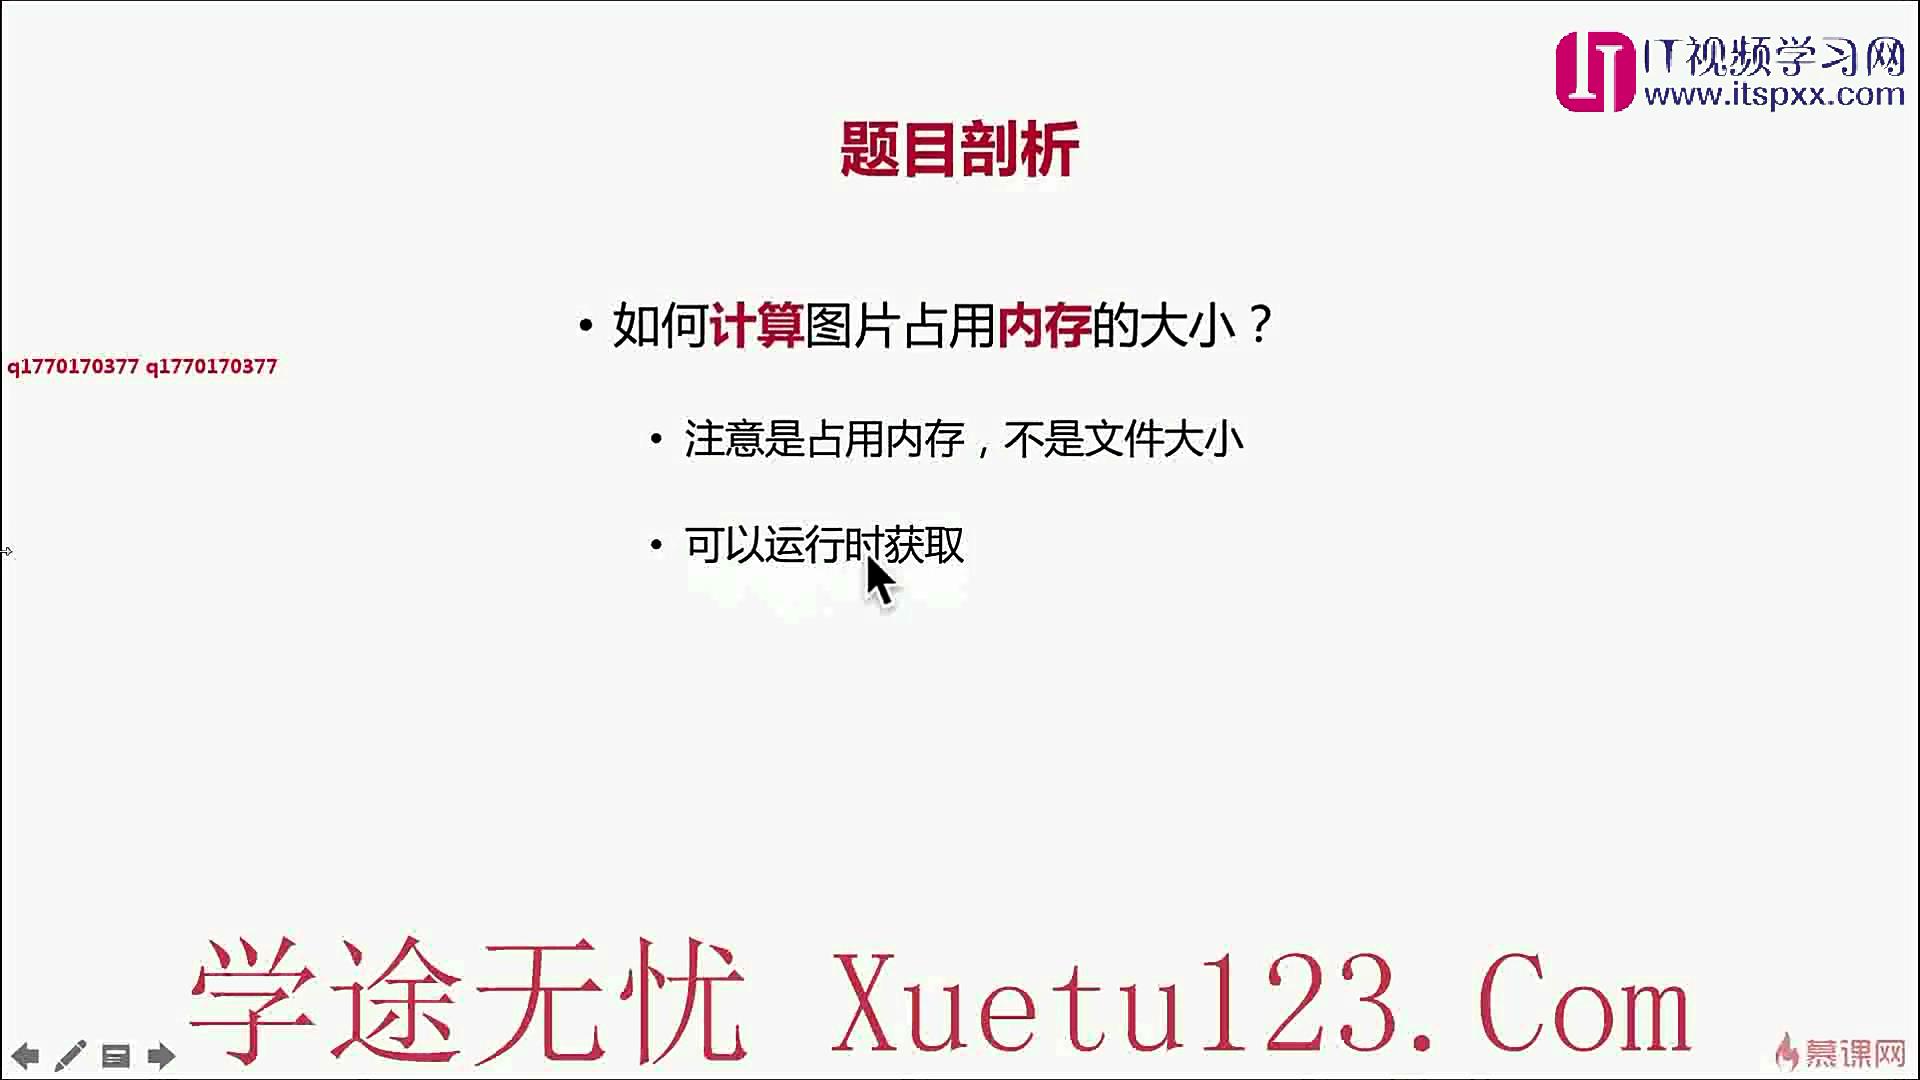 IT视频学习网
www.itspxx.com
题目剖析
• 如何计算图片占用内存的大小？
q1770170377 q1770170377
• 注意是占用内存，不是文件大小
• 可以运行时获取
学途无忧 Xuetu123.Com
慕课网